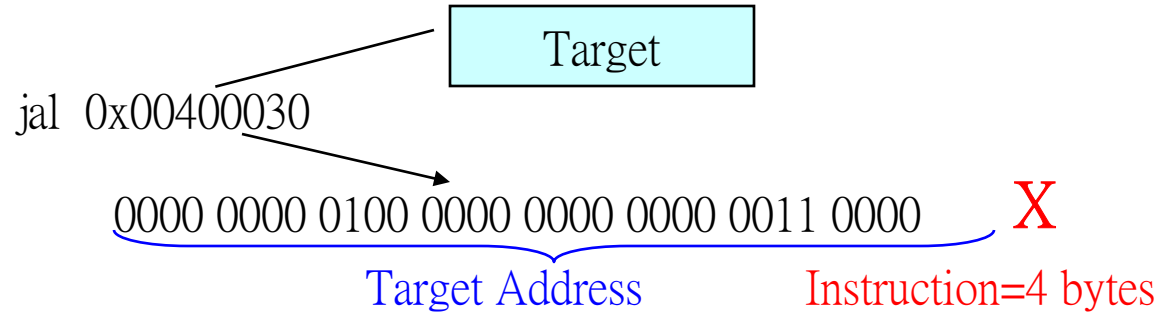 Target
jal 0x00400030
0000 0000 0100 0000 0000 0000 0011 0000 X
Target Address Instruction=4 bytes